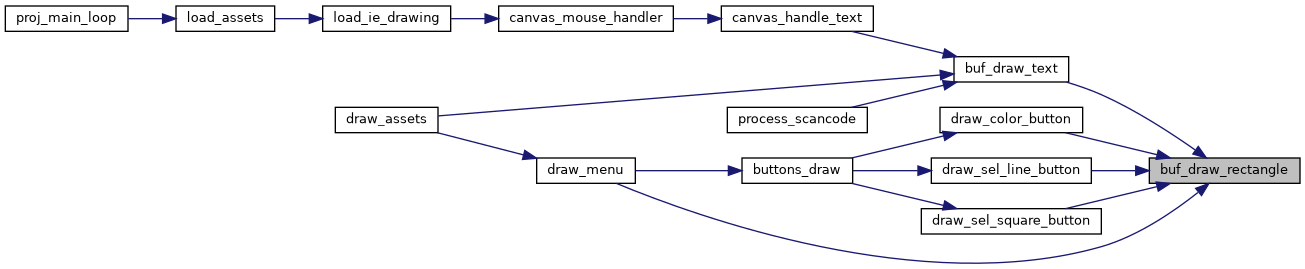 proj_main_loop
load_assets
load_ie_drawing
canvas_mouse_handler
canvas_handle_text
buf_draw_text
draw_assets
process_scancode
draw_color_button
draw_menu
buttons_draw
draw_sel_line_button
buf_draw_rectangle
draw_sel_square_button